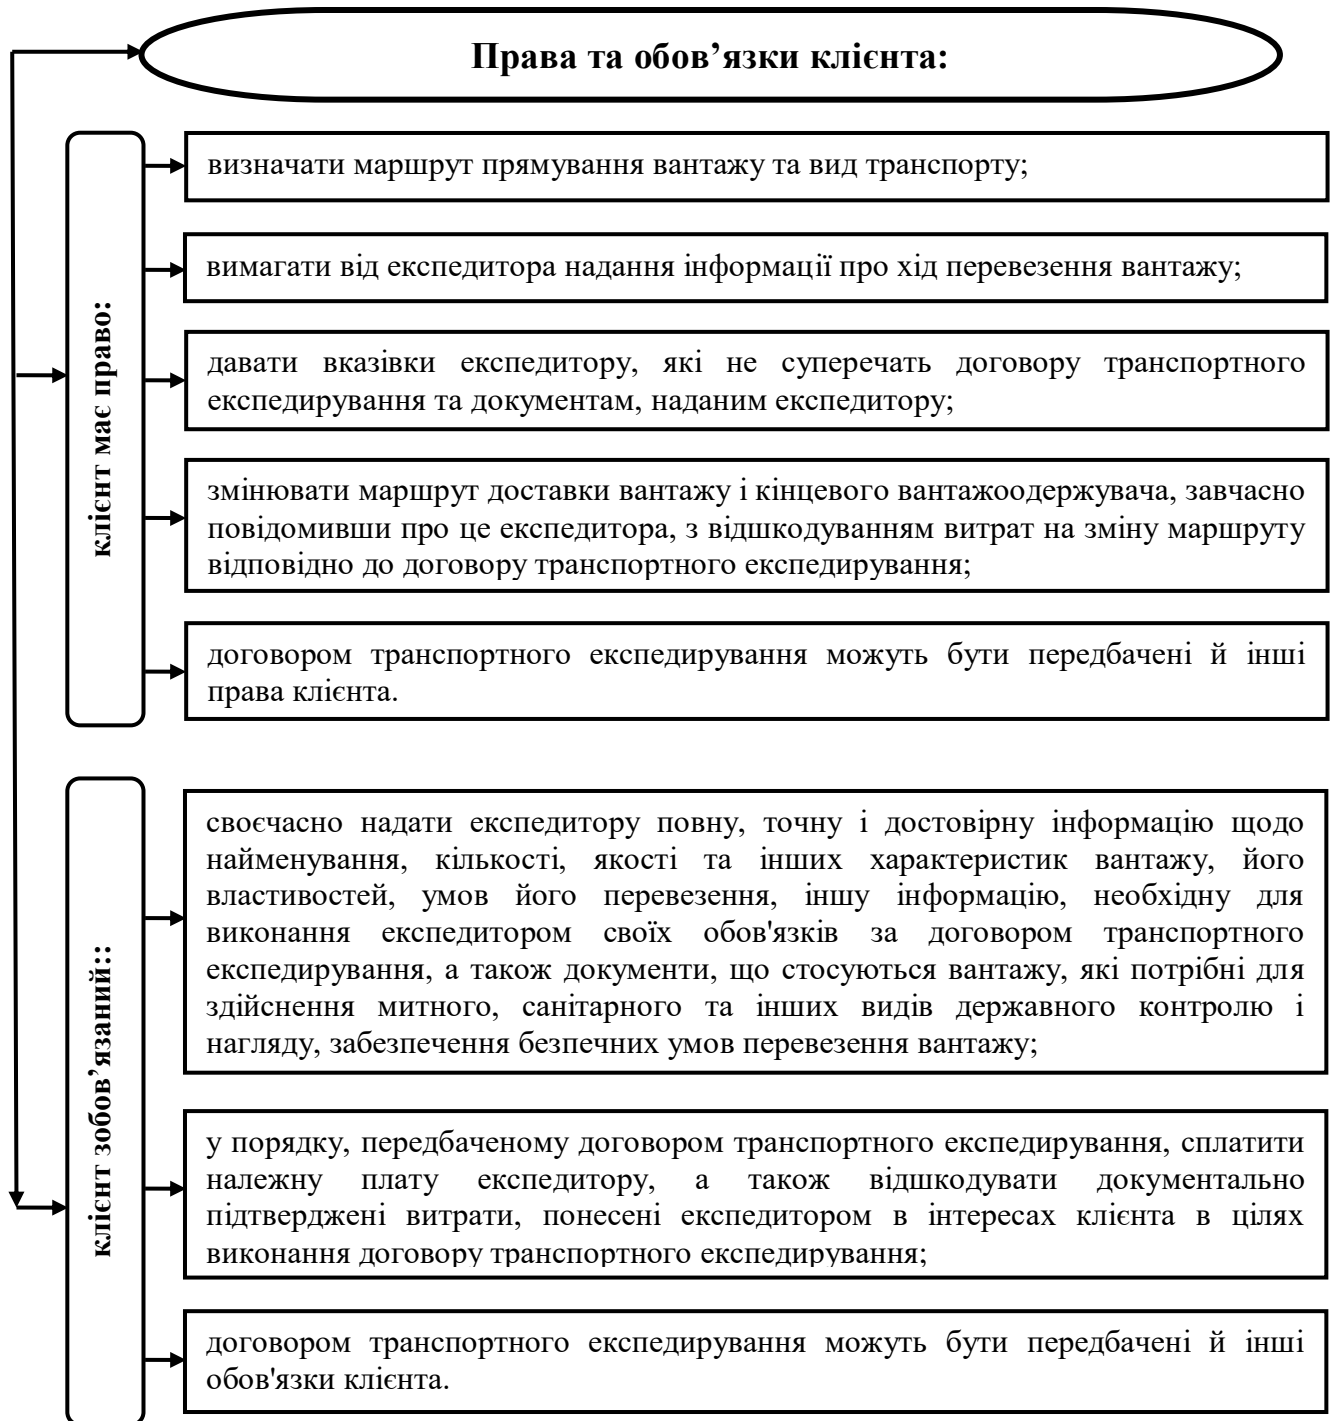 Права та обов’язки клієнта:
клієнт має право:
визначати маршрут прямування вантажу та вид транспорту;
вимагати від експедитора надання інформації про хід перевезення вантажу;
давати вказівки експедитору, які не суперечать договору транспортного
експедирування та документам, наданим експедитору;
змінювати маршрут доставки вантажу і кінцевого вантажоодержувача, завчасно
повідомивши про це експедитора, з відшкодуванням витрат на зміну маршруту
відповідно до договору транспортного експедирування;
договором транспортного експедирування можуть бути передбачені й інші
права клієнта.
клієнт зобов’язаний::
своєчасно надати експедитору повну, точну і достовірну інформацію щодо
найменування, кількості, якості та інших характеристик вантажу, його
властивостей, умов його перевезення, іншу інформацію, необхідну для
виконання експедитором своїх обов'язків за договором транспортного
експедирування, а також документи, що стосуються вантажу, які потрібні для
здійснення митного, санітарного та інших видів державного контролю і
нагляду, забезпечення безпечних умов перевезення вантажу;
у порядку, передбаченому договором транспортного експедирування, сплатити
належну плату експедитору, а також відшкодувати документально
підтверджені витрати, понесені експедитором в інтересах клієнта в цілях
виконання договору транспортного експедирування;
договором транспортного експедирування можуть бути передбачені й інші
обов'язки клієнта.